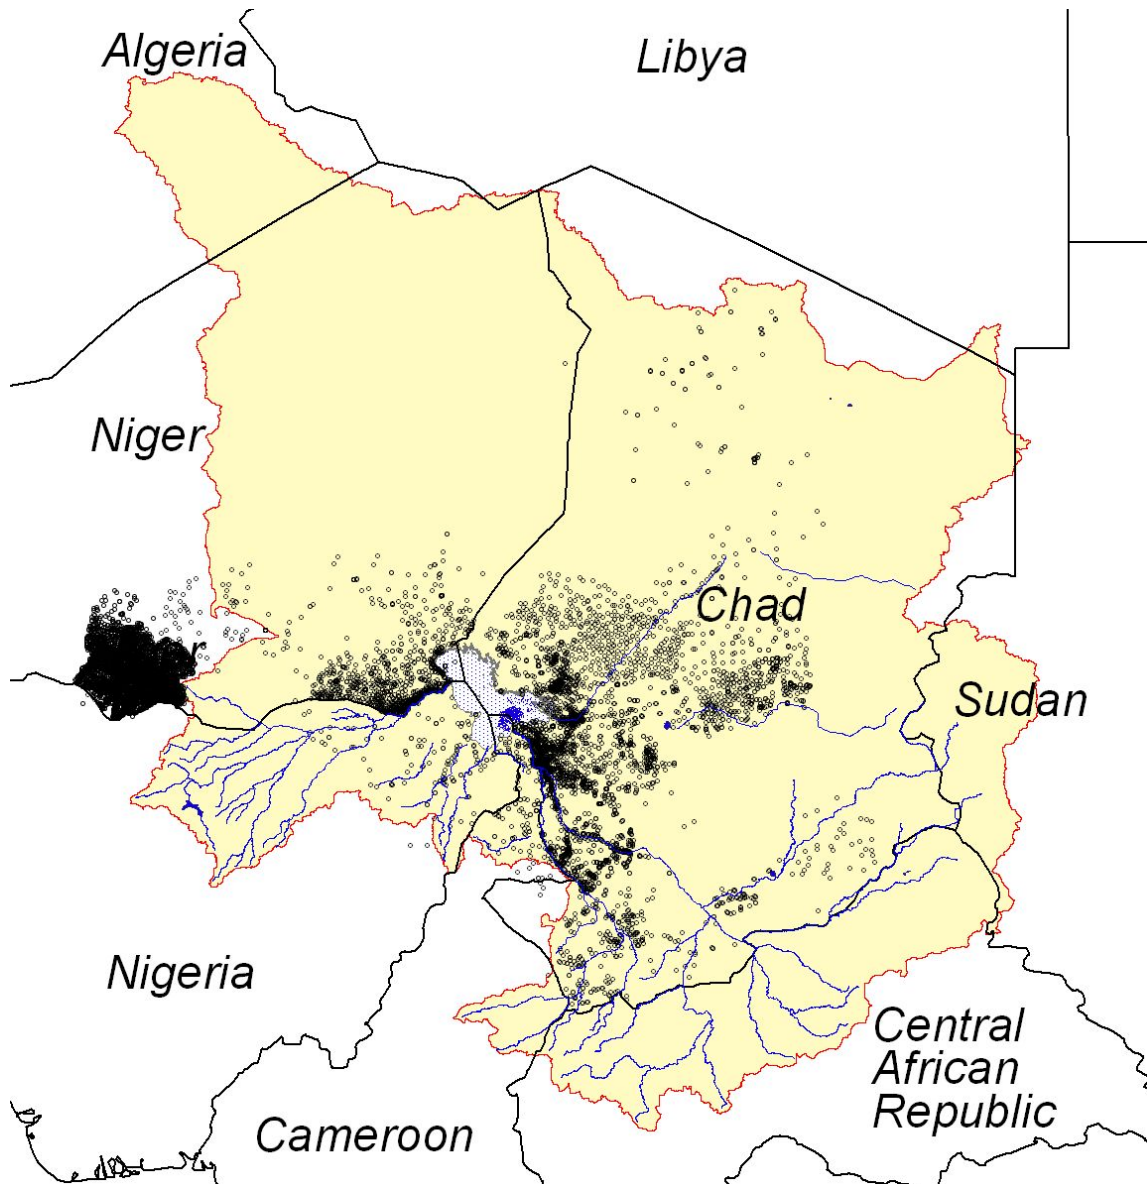 Algeria
Libya
Niger
Chad
Sudan
Nigeria
Central
African
Republic
Cameroon